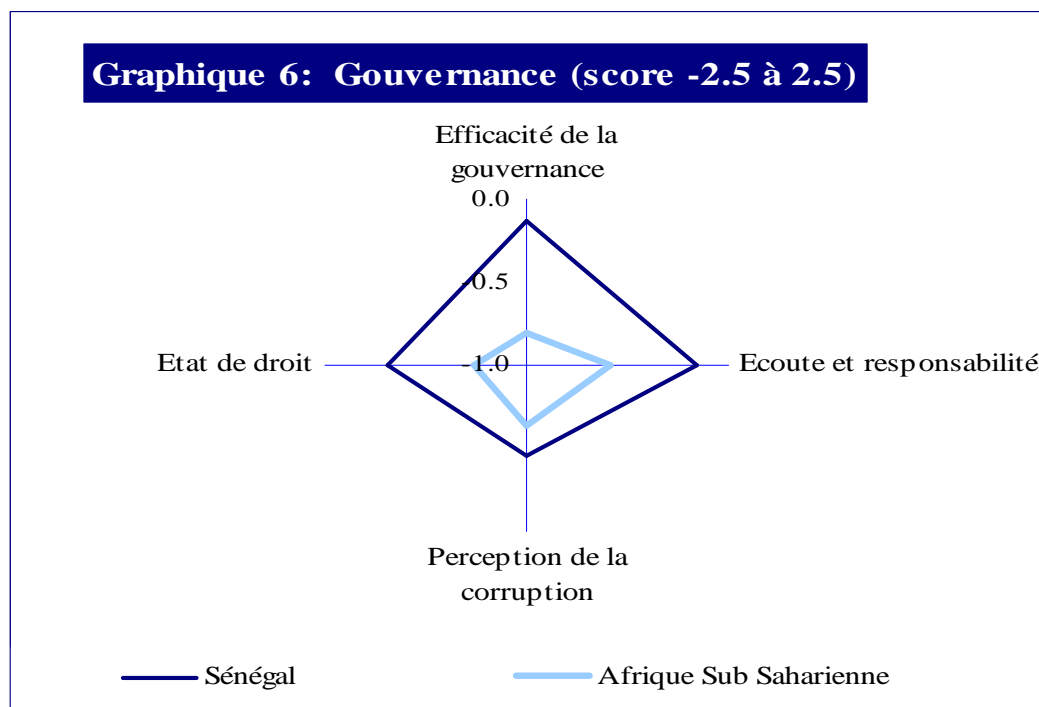 Graphique 6: Gouvernance (score -2.5 à 2.5)
Efficacité de la
gouvernance
0.0
-0.5
Etat de droit
-1.0
Ecoute et responsabilité
Perception de la
corruption
Sénégal
Afrique Sub Saharienne